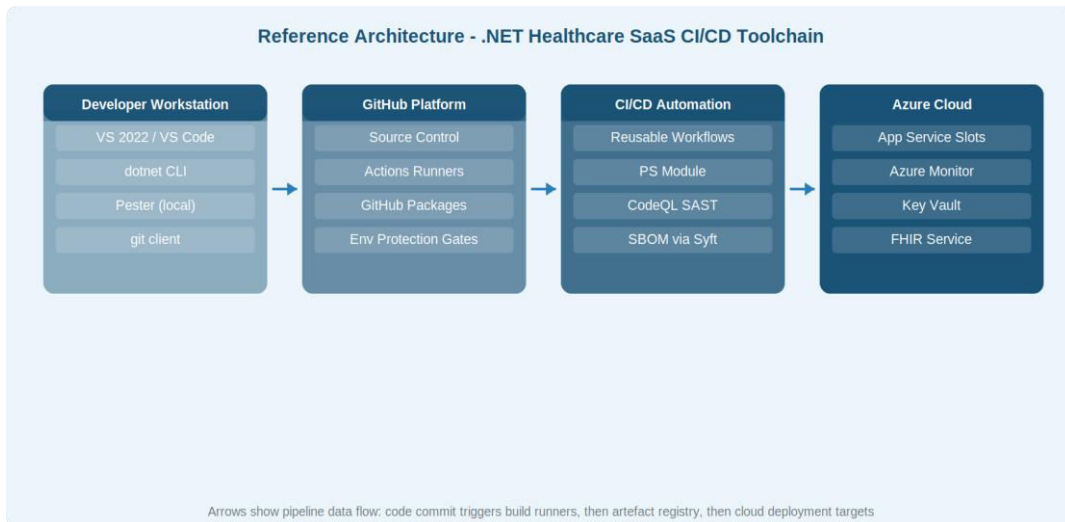 Reference Architecture - .NET Healthcare SaaS CI/CD Toolchain
Developer Workstation
VS 2022 / VS Code
dotnet CLI
Pester (local)
git client
GitHub Platform
Source Control
Actions Runners
GitHub Packages
Env Protection Gates
CI/CD Automation
Reusable Workflows
PS Module
CodeQL SAST
SBOM via Syft
Azure Cloud
App Service Slots
Azure Monitor
Key Vault
FHIR Service
Arrows show pipeline data flow: code commit triggers build runners, then artefact registry, then cloud deployment targets